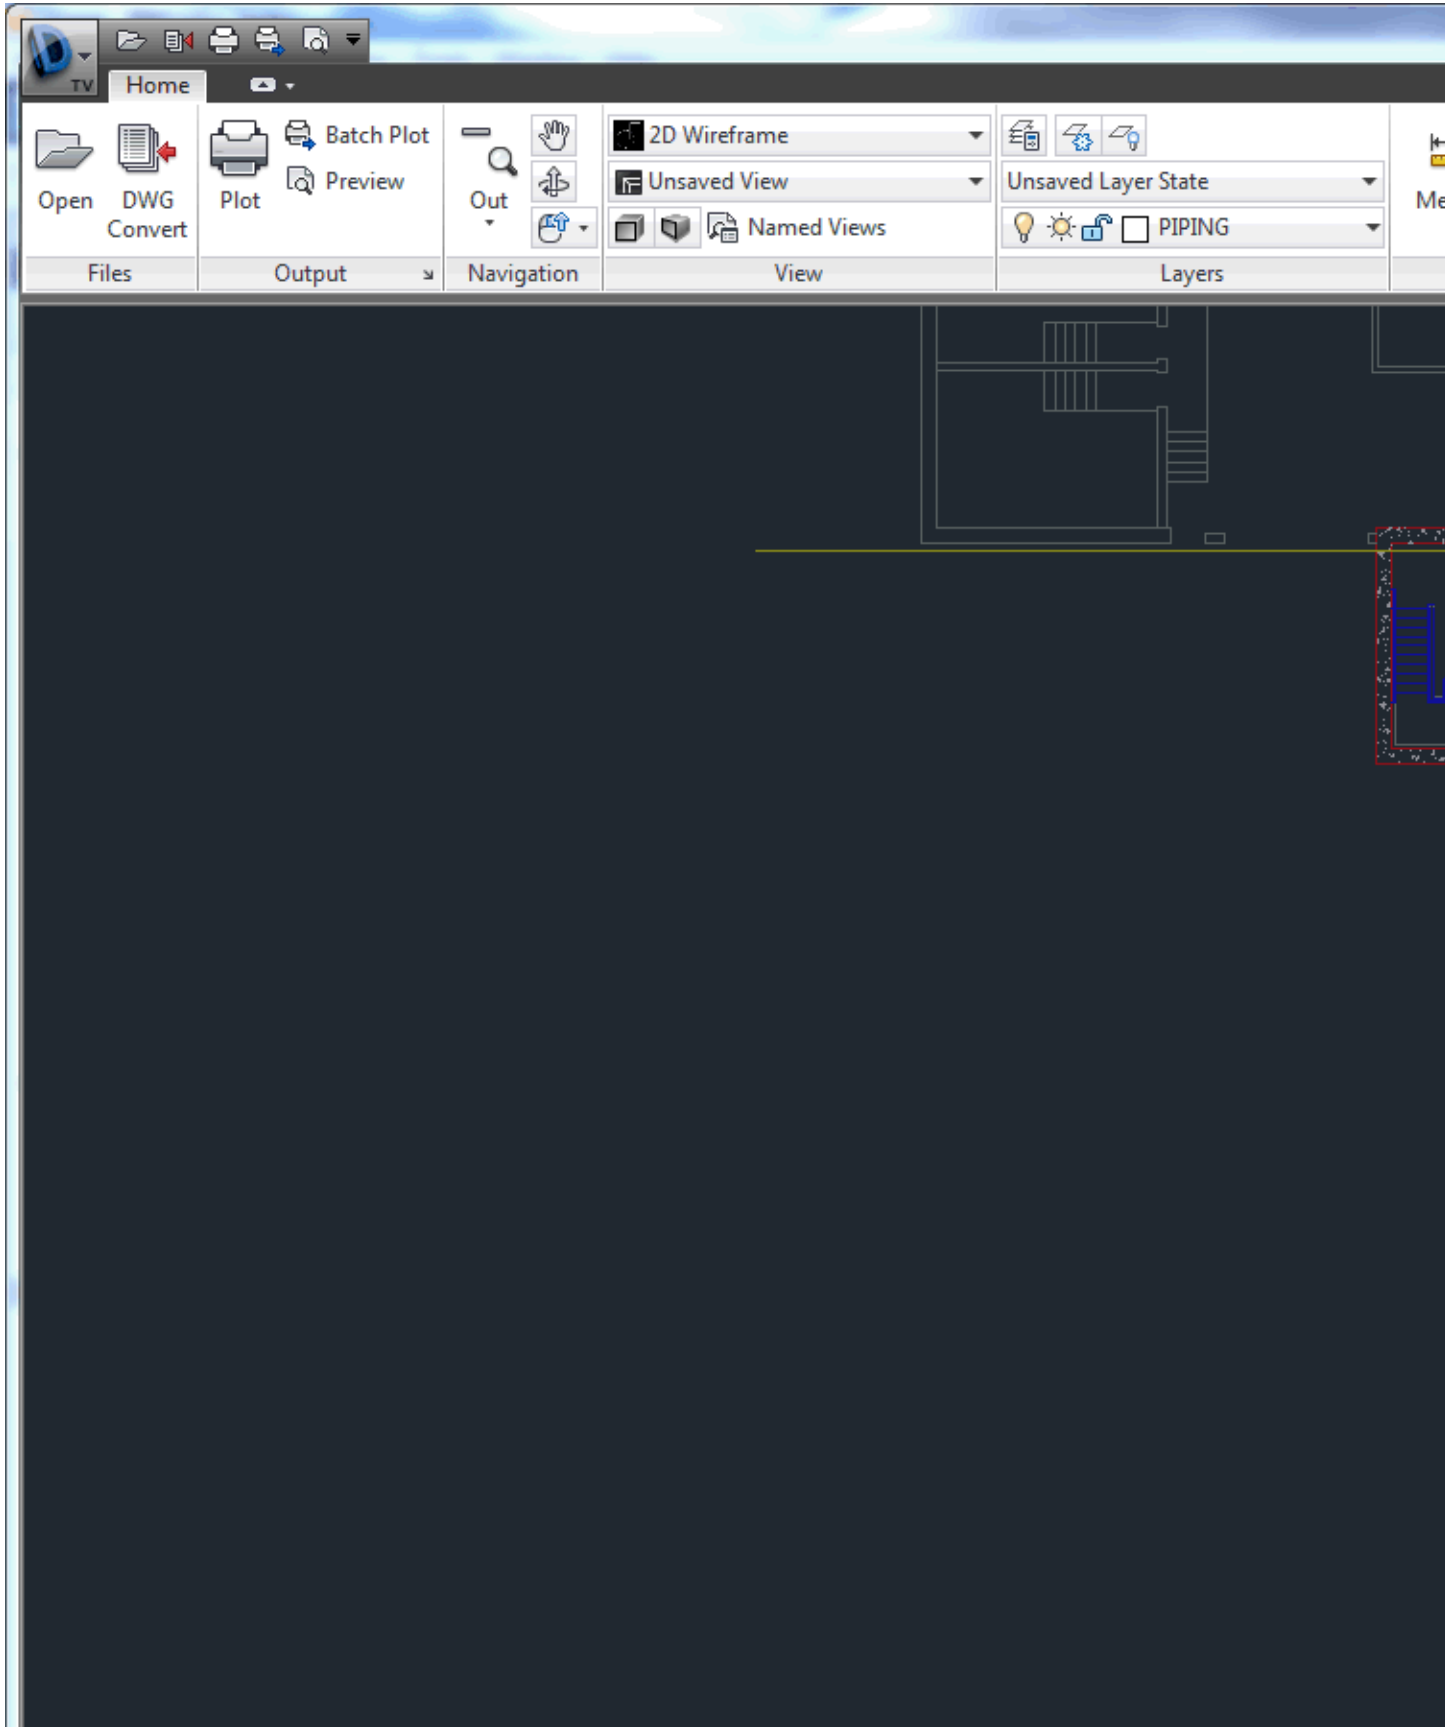 TV
Home
Open
DWG
Convert
Files
Plot
Batch Plot
Preview
Output
Out
Navigation
2D Wireframe
Unsaved View
Named Views
View
Unsaved Layer State
PIPING
Layers
Me